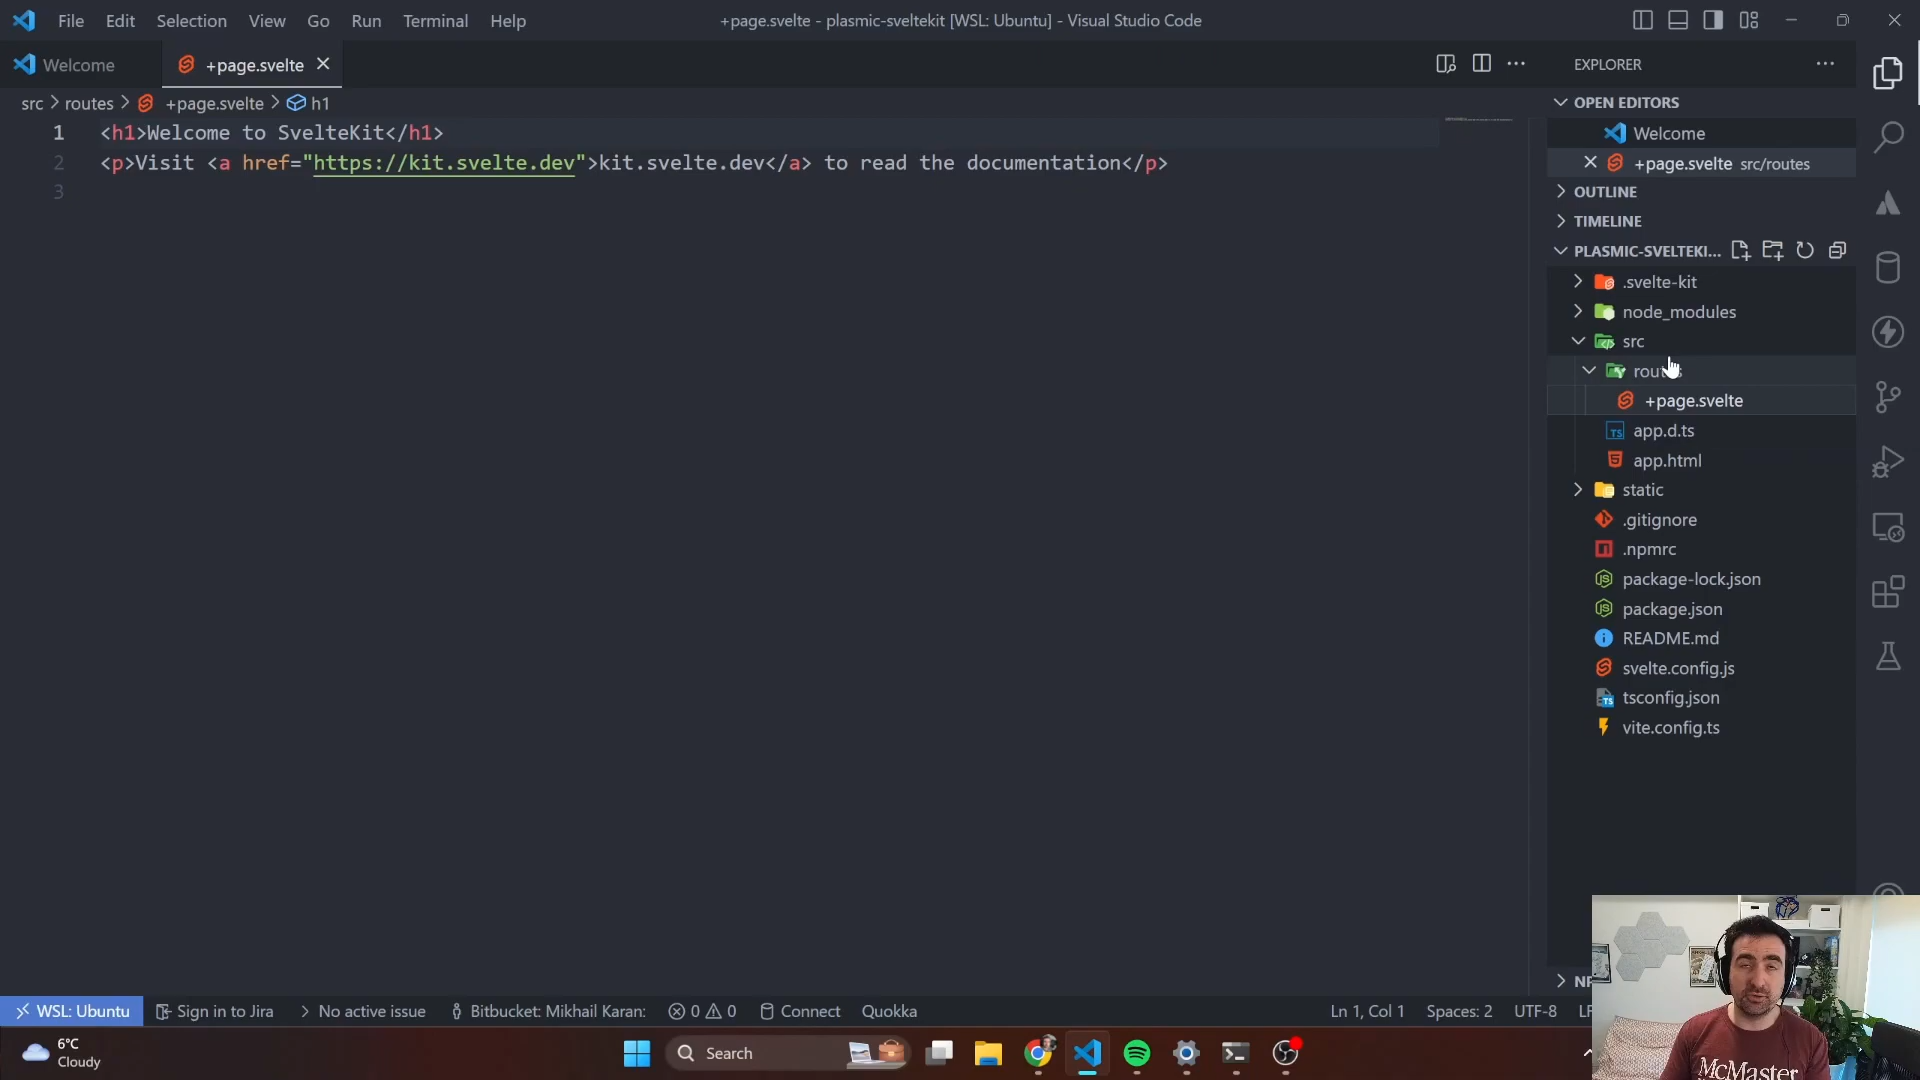 File Edit Selection View Go Run Terminal Help
+page.svelte - plasmic-sveltekit [WSL: Ubuntu] - Visual Studio Code
Welcome
+page.svelte
src > routes > +page.svelte > h1
1 <h1>Welcome to SvelteKit</h1>
2 <p>Visit <a href="https://kit.svelte.dev">kit.svelte.dev</a> to read the documentation</p>
3
EXPLORER
OPEN EDITORS
Welcome
+page.svelte src/routes
OUTLINE
TIMELINE
PLASMIC-SVELTEKI...
.svelte-kit
node_modules
src
+page.svelte
app.d.ts
app.html
static
.gitignore
.npmrc
package-lock.json
package.json
README.md
svelte.config.js
tsconfig.json
vite.config.ts
WSL: Ubuntu Sign in to Jira No active issue Bitbucket: Mikhail Karan: 0 0 Connect Quokka
Ln 1, Col 1 Spaces: 2 UTF-8
6°C
Cloudy
Search
McMaster